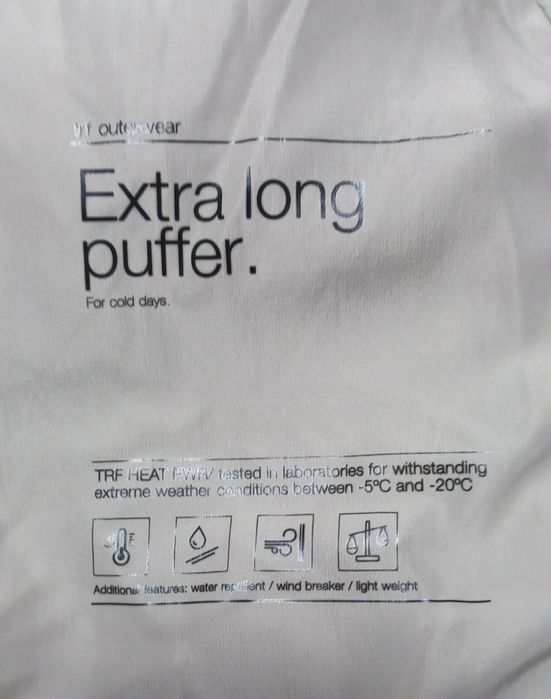 trf outerwear
Extra long
puffer.
For cold days.
TRF HEAT PWR/ tested in laboratories for withstanding
extreme weather conditions between -5ºC and -20ºC
Additional features: water repellent / wind breaker / light weight